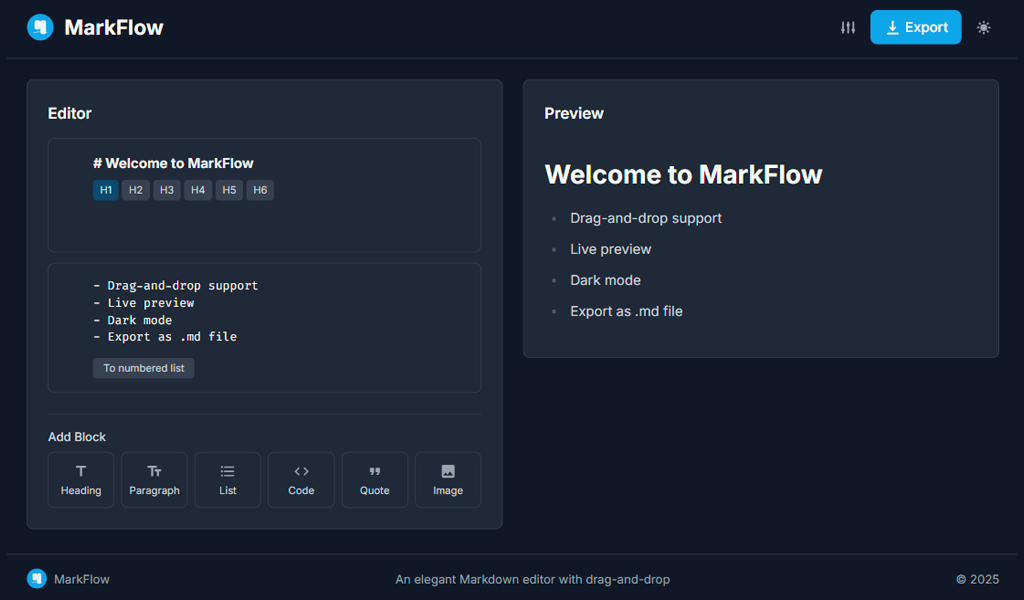 MarkFlow
Export
Editor
# Welcome to MarkFlow
H1 H2 H3 H4 H5 H6
- Drag-and-drop support
- Live preview
- Dark mode
- Export as .md file
To numbered list
Add Block
Heading Paragraph List Code Quote Image
Preview
Welcome to MarkFlow
Drag-and-drop support
Live preview
Dark mode
Export as .md file
MarkFlow
An elegant Markdown editor with drag-and-drop
© 2025